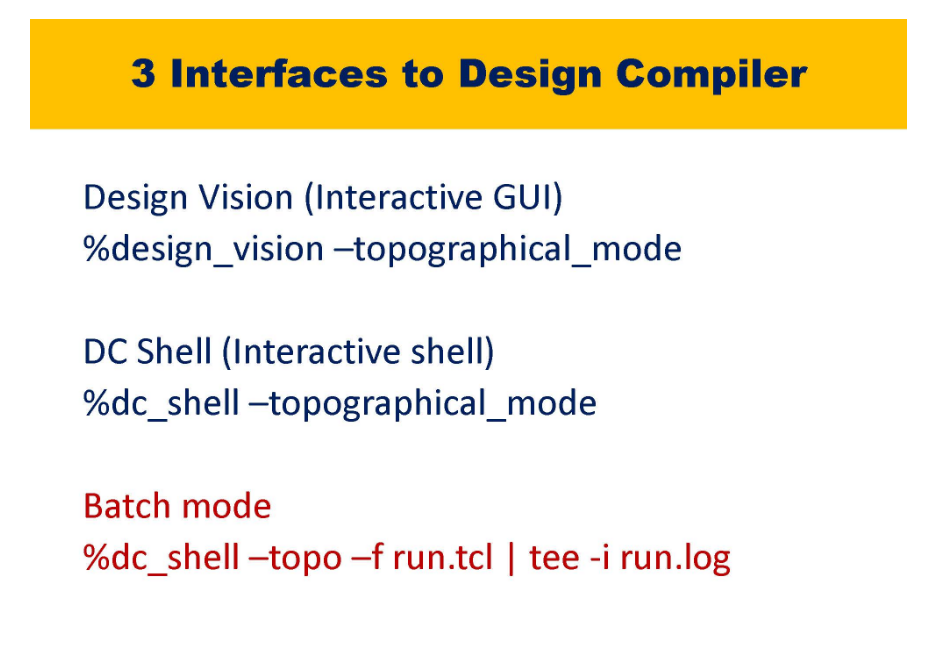 3 Interfaces to Design Compiler
Design Vision (Interactive GUI)
%design_vision –topographical_mode
DC Shell (Interactive shell)
%dc_shell –topographical_mode
Batch mode
%dc_shell –topo –f run.tcl | tee -i run.log